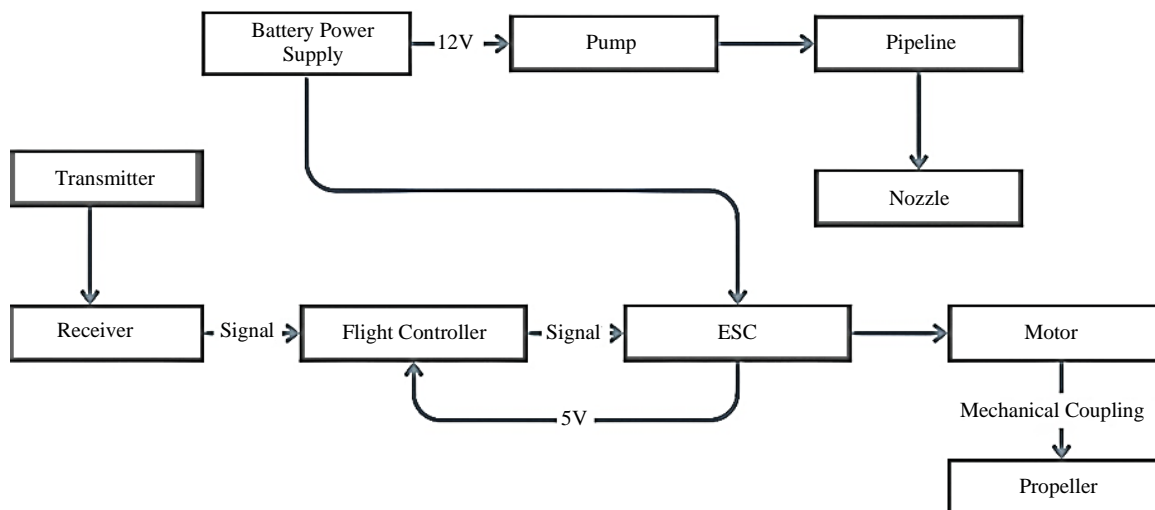 Battery Power
Supply
12V
Pump
Pipeline
Transmitter
Nozzle
Receiver
Signal
Flight Controller
Signal
ESC
Motor
5V
Mechanical Coupling
Propeller